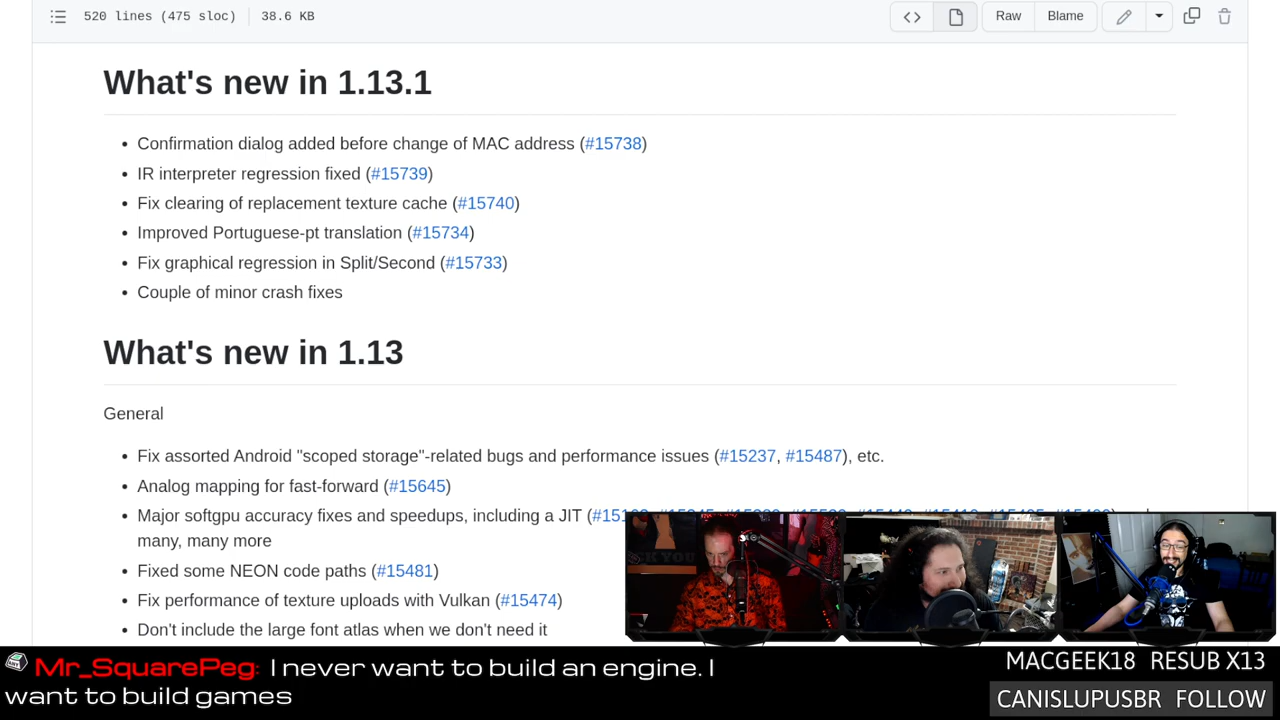 520 lines (475 sloc) 38.6 KB
Raw Blame
What's new in 1.13.1
Confirmation dialog added before change of MAC address (#15738)
IR interpreter regression fixed (#15739)
Fix clearing of replacement texture cache (#15740)
Improved Portuguese-pt translation (#15734)
Fix graphical regression in Split/Second (#15733)
Couple of minor crash fixes
What's new in 1.13
General
Fix assorted Android "scoped storage"-related bugs and performance issues (#15237, #15487), etc.
Analog mapping for fast-forward (#15645)
Major softgpu accuracy fixes and speedups, including a JIT
many, many more
Fixed some NEON code paths (#15481)
Fix performance of texture uploads with Vulkan (#15474)
Don't include the large font atlas when we don't need it
Mr_SquarePeg: I never want to build an engine. I
want to build games
MACGEEK18 RESUB X13
CANISLUPUSBR FOLLOW